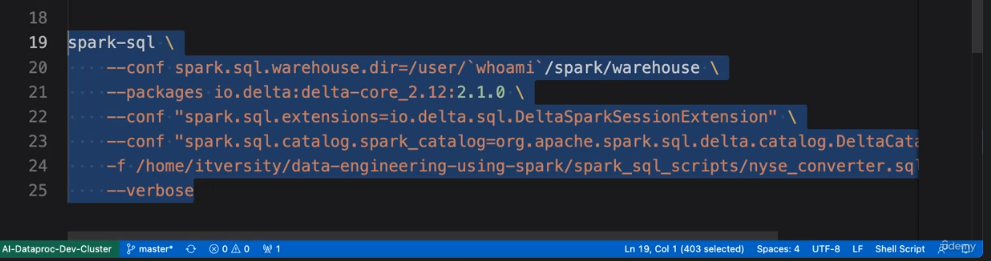 18
19 spark-sql \
20 --conf spark.sql.warehouse.dir=/user/`whoami`/spark/warehouse \
21 --packages io.delta:delta-core_2.12:2.1.0 \
22 --conf "spark.sql.extensions=io.delta.sql.DeltaSparkSessionExtension" \
23 --conf "spark.sql.catalog.spark_catalog=org.apache.spark.sql.delta.catalog.DeltaCata
24 -f /home/itversity/data-engineering-using-spark/spark_sql_scripts/nyse_converter.sql
25 --verbose
AI-Dataproc-Dev-Cluster master* 0 0 1 Ln 19, Col 1 (403 selected) Spaces: 4 UTF-8 LF Shell Script
ûdemy